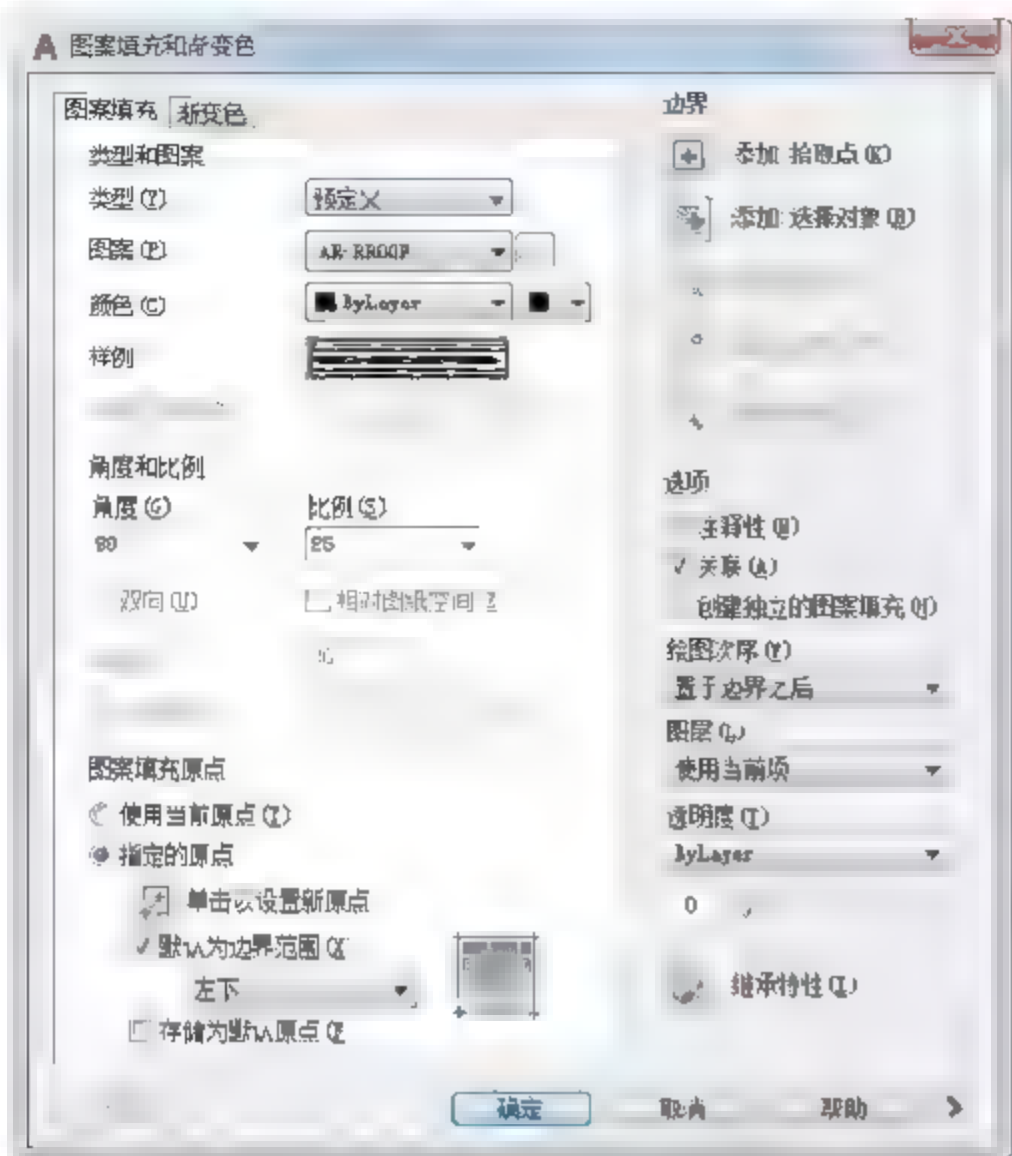 图案填充和渐变色
图案填充 渐变色
类型和图案
类型(Y) 预定义
图案(P) AR-RROOF
颜色(C) ByLayer
样例
角度和比例
角度(G) 比例(S)
90 25
双向(U) 相对图纸空间
图案填充原点
使用当前原点(T)
指定的原点
单击以设置新原点
默认为边界范围(X)
左下
存储为默认原点(F)
边界
添加:拾取点(K)
添加:选择对象(B)
选项
注释性(N)
关联(A)
创建独立的图案填充(H)
绘图次序(W)
置于边界之后
图层(L)
使用当前项
透明度(T)
ByLayer
0
继承特性(I)
确定 取消 帮助